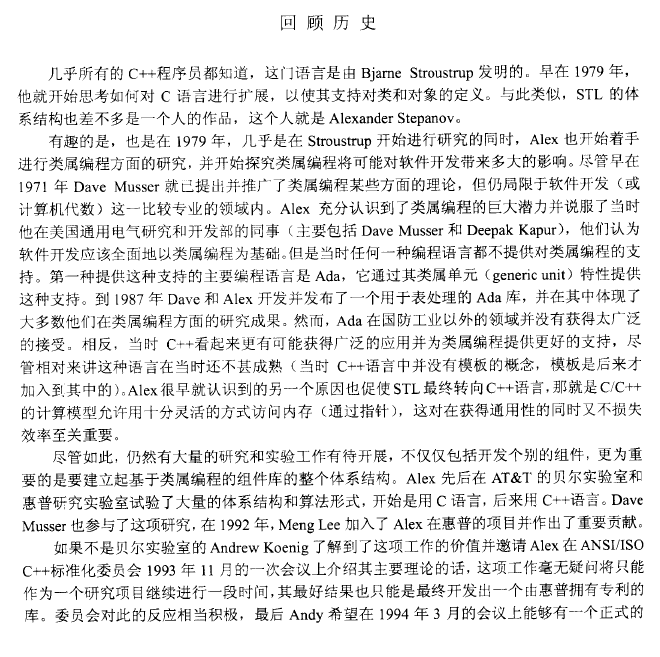 回 顾 历 史
几乎所有的 C++程序员都知道，这门语言是由 Bjarne Stroustrup 发明的。早在 1979 年，
他就开始思考如何对 C 语言进行扩展，以使其支持对类和对象的定义。与此类似，STL 的体
系结构也差不多是一个人的作品，这个人就是 Alexander Stepanov。
有趣的是，也是在 1979 年，几乎是在 Stroustrup 开始进行研究的同时，Alex 也开始着手
进行类属编程方面的研究，并开始探究类属编程将可能对软件开发带来多大的影响。尽管早在
1971 年 Dave Musser 就已提出并推广了类属编程某些方面的理论，但仍局限于软件开发（或
计算机代数）这一比较专业的领域内。Alex 充分认识到了类属编程的巨大潜力并说服了当时
他在美国通用电气研究和开发部的同事（主要包括 Dave Musser 和 Deepak Kapur），他们认为
软件开发应该全面地以类属编程为基础。但是当时任何一种编程语言都不提供对类属编程的支
持。第一种提供这种支持的主要编程语言是 Ada，它通过其类属单元（generic unit）特性提供
这种支持。到 1987 年 Dave 和 Alex 开发并发布了一个用于表处理的 Ada 库，并在其中体现了
大多数他们在类属编程方面的研究成果。然而，Ada 在国防工业以外的领域并没有获得太广泛
的接受。相反，当时 C++看起来更有可能获得广泛的应用并为类属编程提供更好的支持，尽
管相对来讲这种语言在当时还不甚成熟（当时 C++语言中并没有模板的概念，模板是后来才
加入到其中的）。Alex 很早就认识到的另一个原因也促使 STL 最终转向 C++语言，那就是 C/C++
的计算模型允许用十分灵活的方式访问内存（通过指针），这对在获得通用性的同时又不损失
效率至关重要。
尽管如此，仍然有大量的研究和实验工作有待开展，不仅仅包括开发个别的组件，更为重
要的是要建立起基于类属编程的组件库的整个体系结构。Alex 先后在 AT&T 的贝尔实验室和
惠普研究实验室试验了大量的体系结构和算法形式，开始是用 C 语言，后来用 C++语言。Dave
Musser 也参与了这项研究，在 1992 年，Meng Lee 加入了 Alex 在惠普的项目并作出了重要贡献。
如果不是贝尔实验室的 Andrew Koenig 了解到了这项工作的价值并邀请 Alex 在 ANSI/ISO
C++标准化委员会 1993 年 11 月的一次会议上介绍其主要理论的话，这项工作毫无疑问将只能
作为一个研究项目继续进行一段时间，其最好结果也只能是最终开发出一个由惠普拥有专利的
库。委员会对此的反应相当积极，最后 Andy 希望在 1994 年 3 月的会议上能够有一个正式的